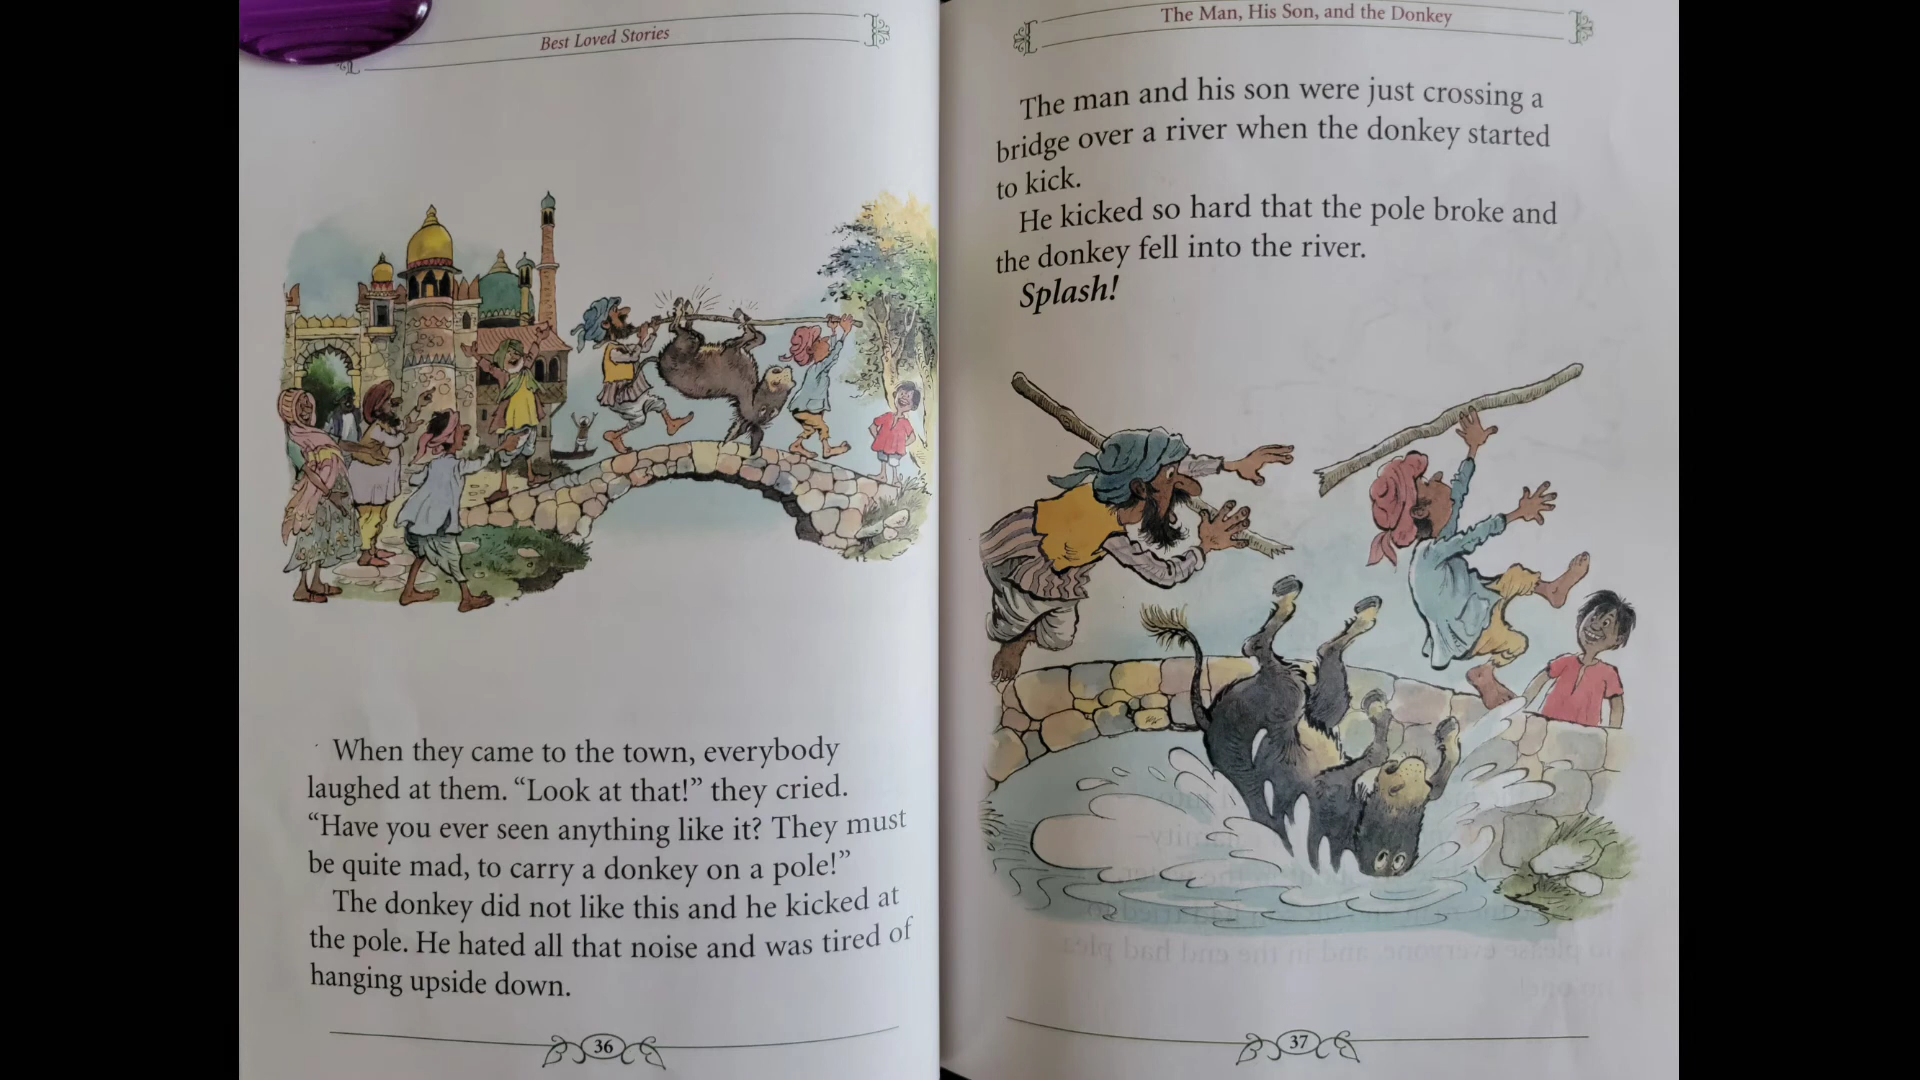 Best Loved Stories
When they came to the town, everybody
laughed at them. “Look at that!” they cried.
“Have you ever seen anything like it? They must
be quite mad, to carry a donkey on a pole!”
The donkey did not like this and he kicked at
the pole. He hated all that noise and was tired of
hanging upside down.
36
The Man, His Son, and the Donkey
The man and his son were just crossing a
bridge over a river when the donkey started
to kick.
He kicked so hard that the pole broke and
the donkey fell into the river.
Splash!
37